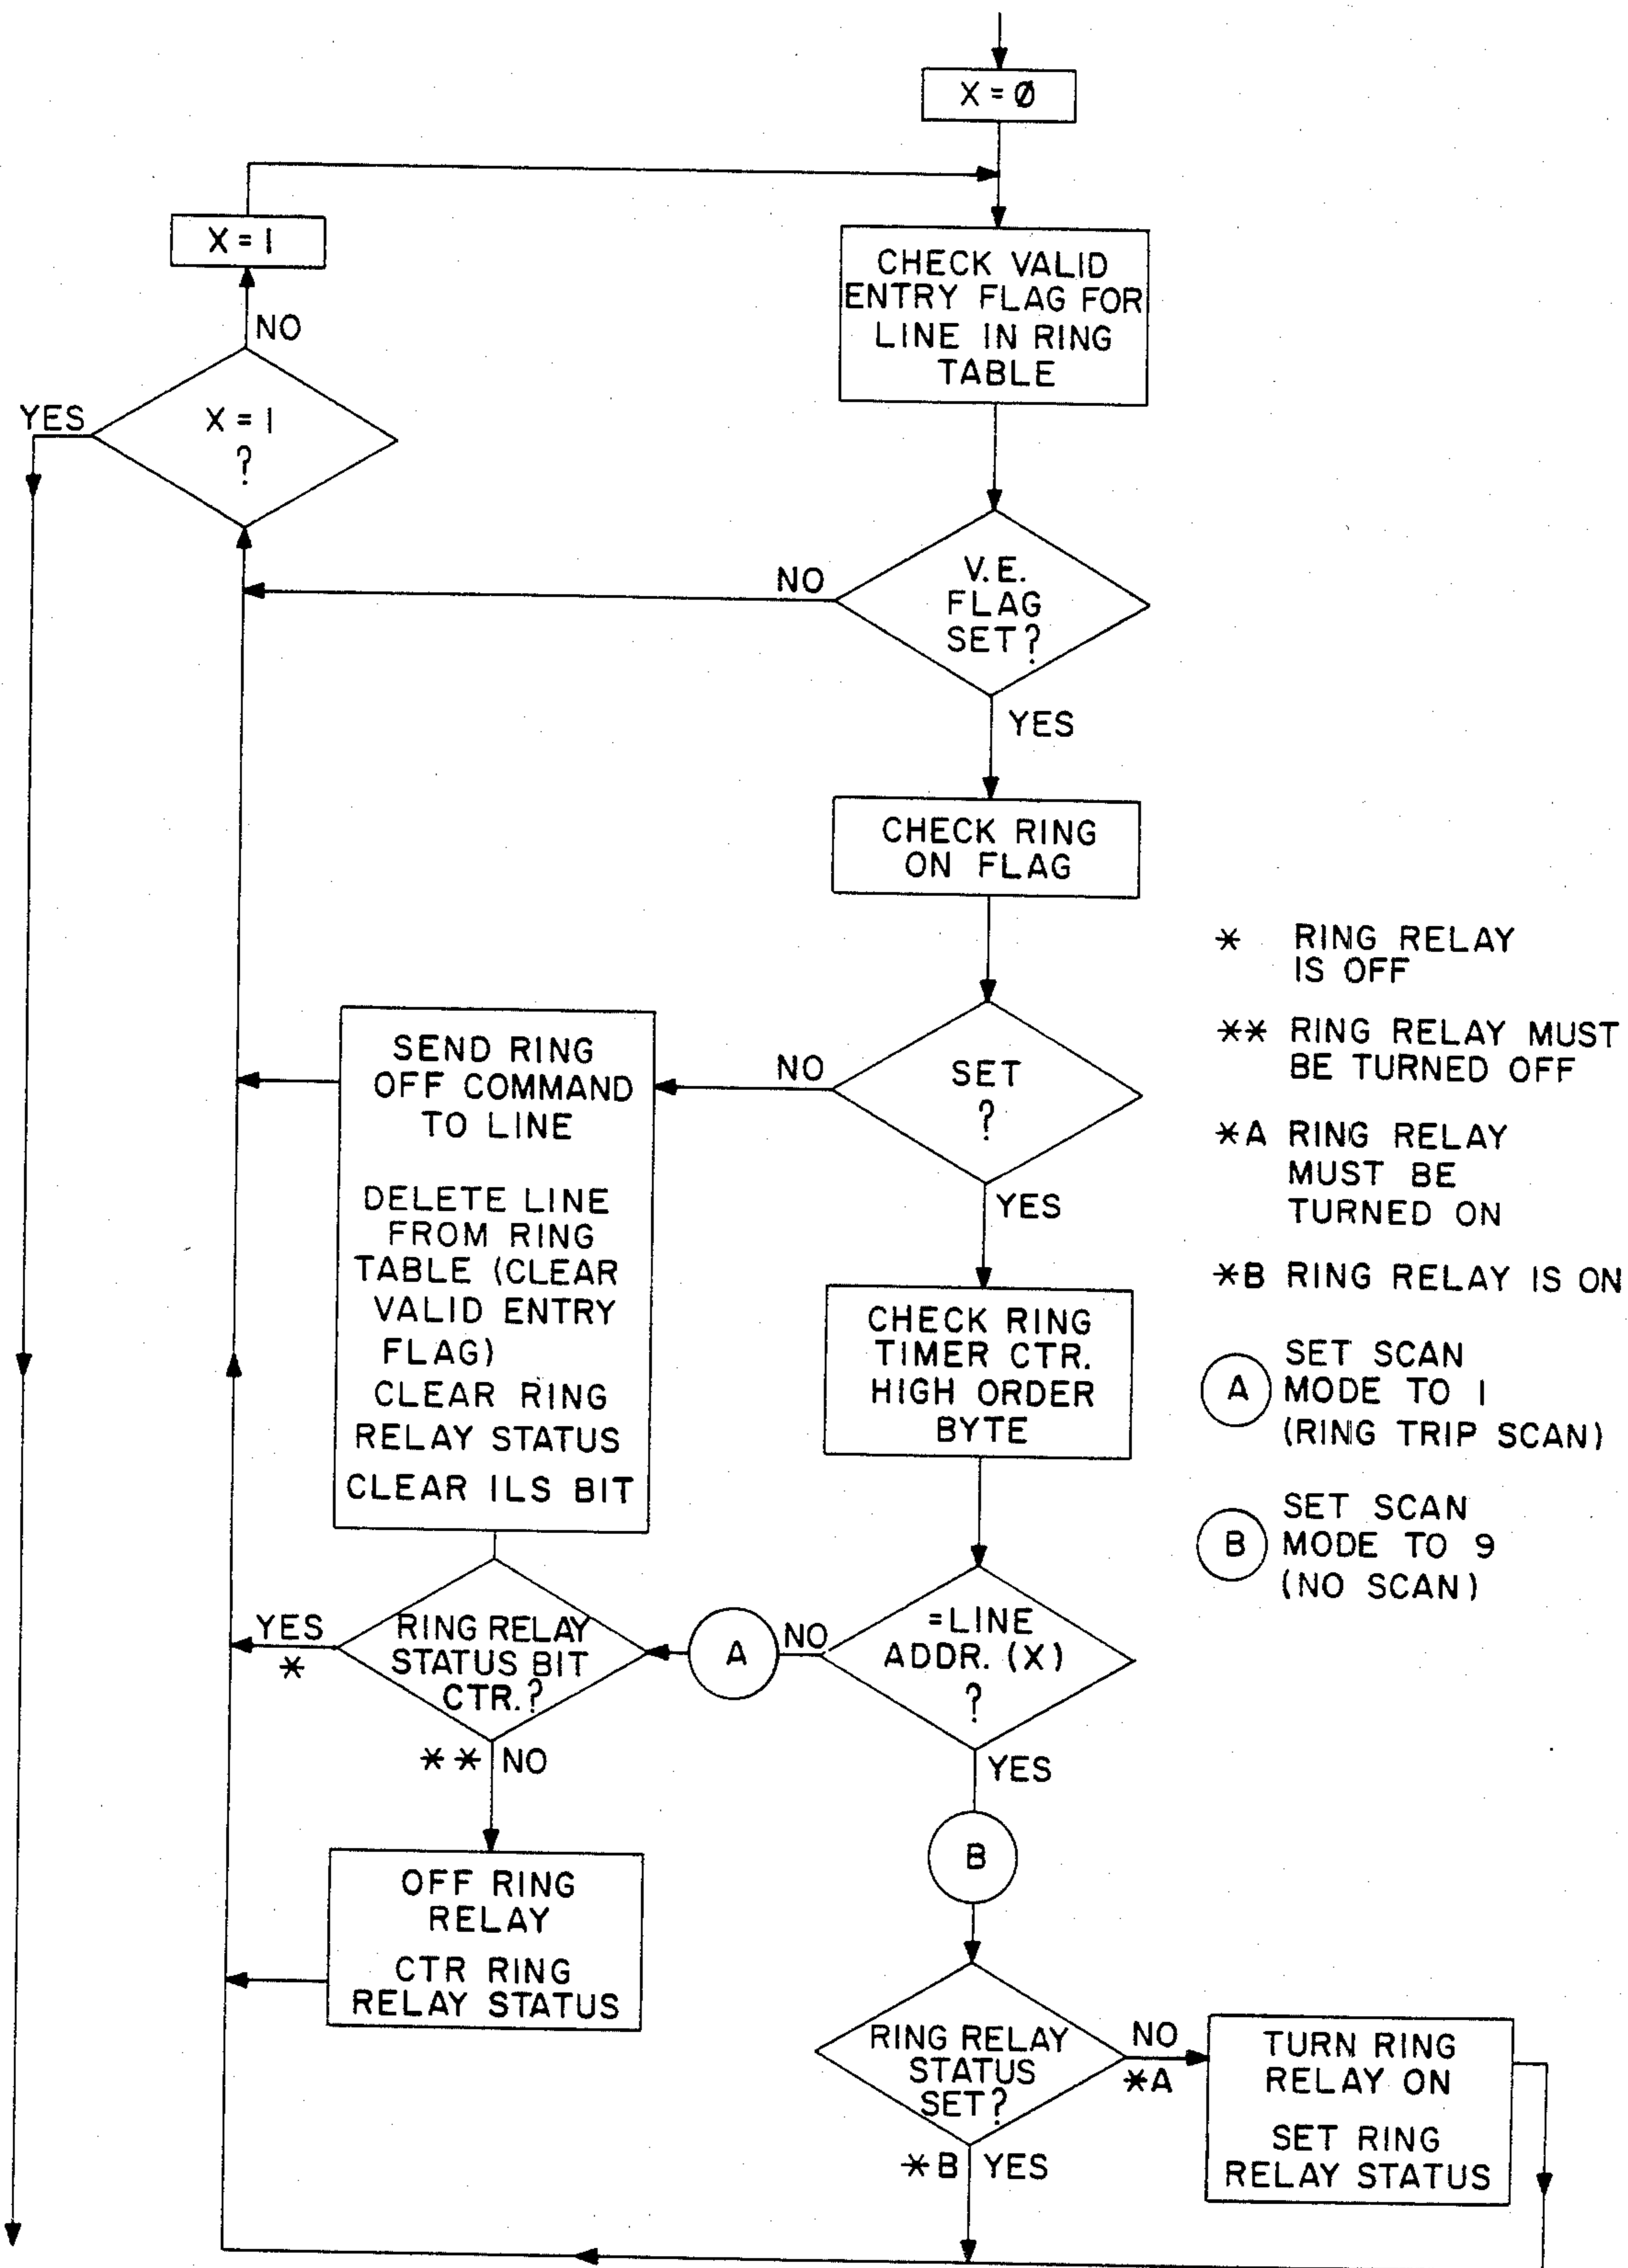 X = Ø
X = 1
CHECK VALID
ENTRY FLAG FOR
LINE IN RING
TABLE
NO
YES
X = 1
?
NO
V.E.
FLAG
SET?
YES
CHECK RING
ON FLAG
* RING RELAY
IS OFF
** RING RELAY MUST
BE TURNED OFF
*A RING RELAY
MUST BE
TURNED ON
*B RING RELAY IS ON
A SET SCAN
MODE TO 1
(RING TRIP SCAN)
B SET SCAN
MODE TO 9
(NO SCAN)
SEND RING
OFF COMMAND
TO LINE
DELETE LINE
FROM RING
TABLE (CLEAR
VALID ENTRY
FLAG)
CLEAR RING
RELAY STATUS
CLEAR ILS BIT
NO
SET
?
YES
CHECK RING
TIMER CTR.
HIGH ORDER
BYTE
YES
*
RING RELAY
STATUS BIT
CTR.?
A
NO
=LINE
ADDR. (X)
?
** NO
YES
B
OFF RING
RELAY
CTR RING
RELAY STATUS
RING RELAY
STATUS
SET?
NO
*A
TURN RING
RELAY ON
SET RING
RELAY STATUS
*B YES